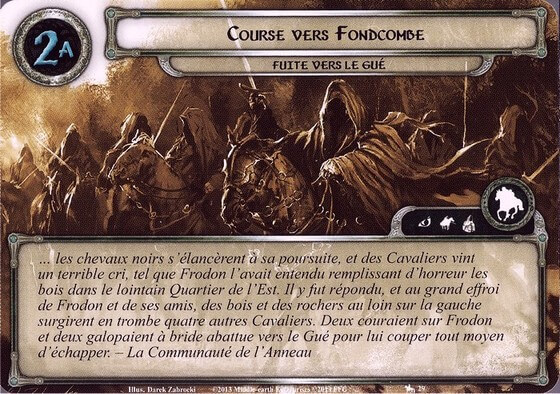 2A
COURSE VERS FONDCOMBE
FUITE VERS LE GUÉ
... les chevaux noirs s'élancèrent à sa poursuite, et des Cavaliers vint
un terrible cri, tel que Frodon l'avait entendu remplissant d'horreur les
bois dans le lointain Quartier de l'Est. Il y fut répondu, et au grand effroi
de Frodon et de ses amis, des bois et des rochers au loin sur la gauche
surgirent en trombe quatre autres Cavaliers. Deux couraient sur Frodon
et deux galopaient à bride abattue vers le Gué pour lui couper tout moyen
d'échapper. – La Communauté de l'Anneau
Illus. Darek Zabrocki ©2013 Middle-earth
29